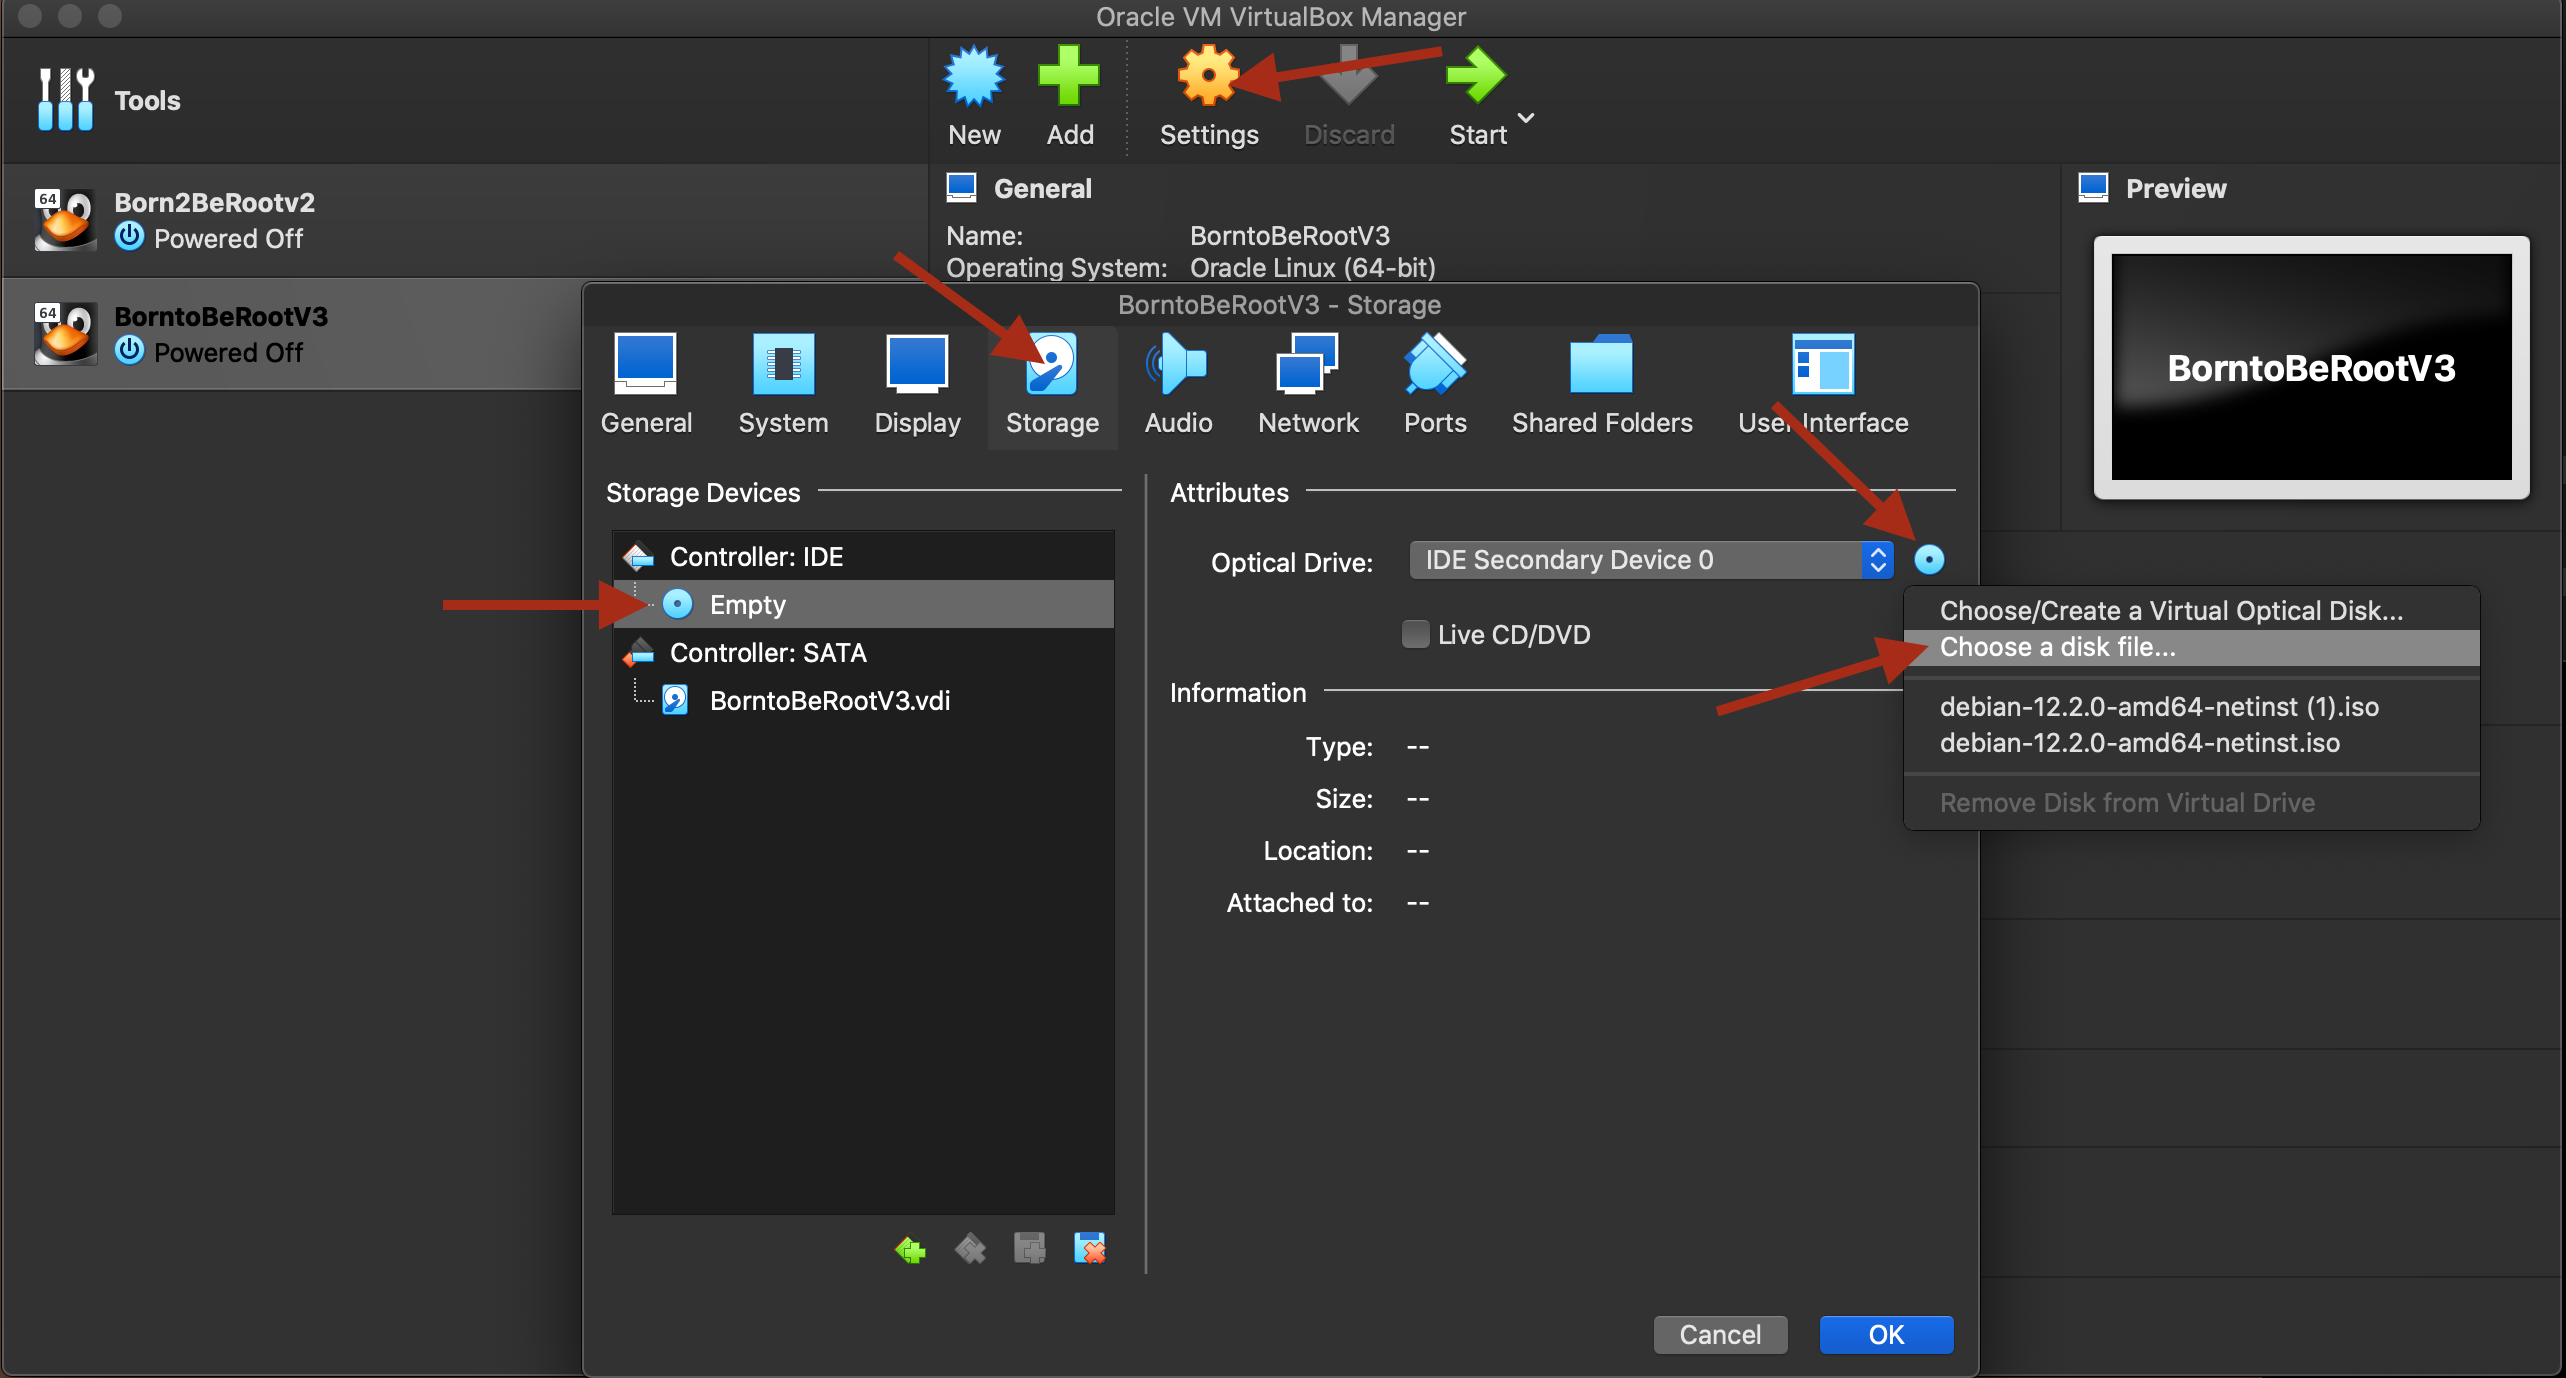 Oracle VM VirtualBox Manager
Tools
New
Add
Settings
Discard
Start
64
Born2BeRootv2
Powered Off
64
BorntoBeRootV3
Powered Off
General
Name: BorntoBeRootV3
Operating System: Oracle Linux (64-bit)
Preview
BorntoBeRootV3
BorntoBeRootV3 - Storage
General
System
Display
Storage
Audio
Network
Ports
Shared Folders
User Interface
Storage Devices
Controller: IDE
Empty
Controller: SATA
BorntoBeRootV3.vdi
Attributes
Optical Drive: IDE Secondary Device 0
Live CD/DVD
Information
Type: --
Size: --
Location: --
Attached to: --
Choose/Create a Virtual Optical Disk...
Choose a disk file...
debian-12.2.0-amd64-netinst (1).iso
debian-12.2.0-amd64-netinst.iso
Remove Disk from Virtual Drive
Cancel
OK